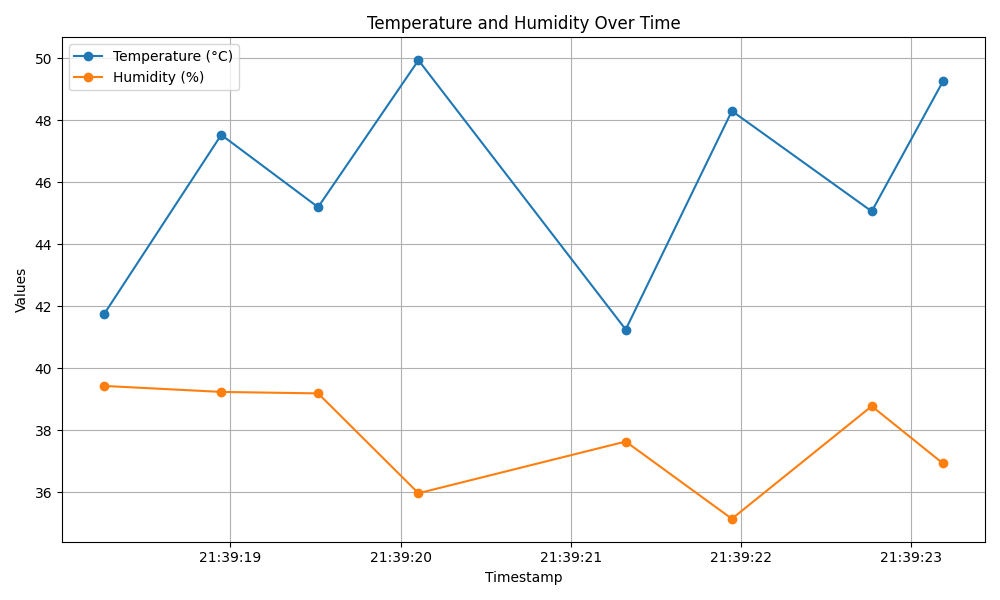 Temperature and Humidity Over Time
Temperature (°C)
Humidity (%)
Values
50
48
46
44
42
40
38
36
21:39:19
21:39:20
21:39:21
21:39:22
21:39:23
Timestamp